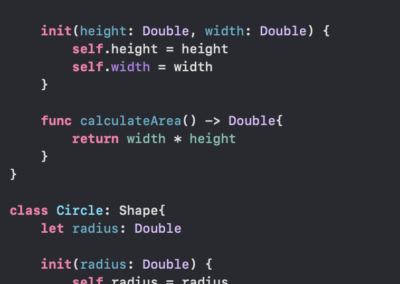 init(height: Double, width: Double) {
self.height = height
self.width = width
}
func calculateArea() -> Double{
return width * height
}
}
class Circle: Shape{
let radius: Double
init(radius: Double) {
self.radius = radius